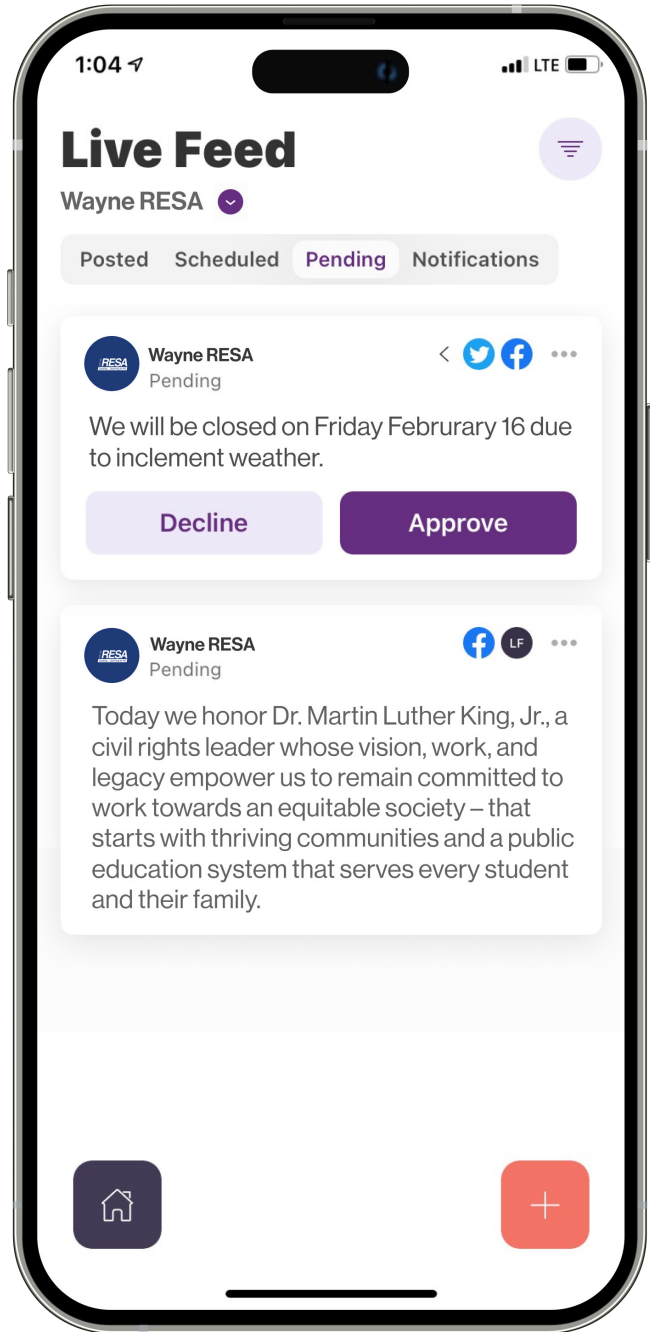 1:04
LTE
Live Feed
Wayne RESA
Posted Scheduled Pending Notifications
RESA
Wayne RESA
Pending
We will be closed on Friday Februrary 16 due
to inclement weather.
Decline Approve
RESA
Wayne RESA
LF
Pending
Today we honor Dr. Martin Luther King, Jr., a
civil rights leader whose vision, work, and
legacy empower us to remain committed to
work towards an equitable society – that
starts with thriving communities and a public
education system that serves every student
and their family.